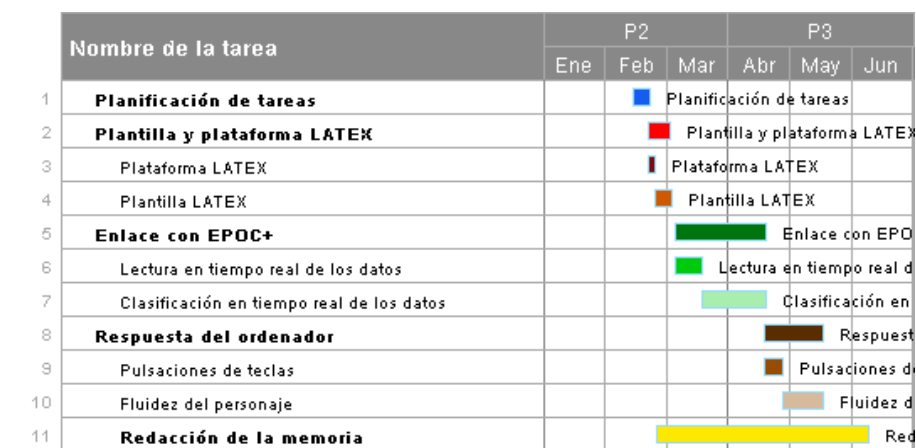 Nombre de la tarea
P2 P3
Ene Feb Mar Abr May Jun
1 Planificación de tareas Planificación de tareas
2 Plantilla y plataforma LATEX Plantilla y plataforma LATEX
3 Plataforma LATEX Plataforma LATEX
4 Plantilla LATEX Plantilla LATEX
5 Enlace con EPOC+ Enlace con EPO
6 Lectura en tiempo real de los datos Lectura en tiempo real d
7 Clasificación en tiempo real de los datos Clasificación en
8 Respuesta del ordenador Respuest
9 Pulsaciones de teclas Pulsaciones de
10 Fluidez del personaje Fluidez d
11 Redacción de la memoria Red